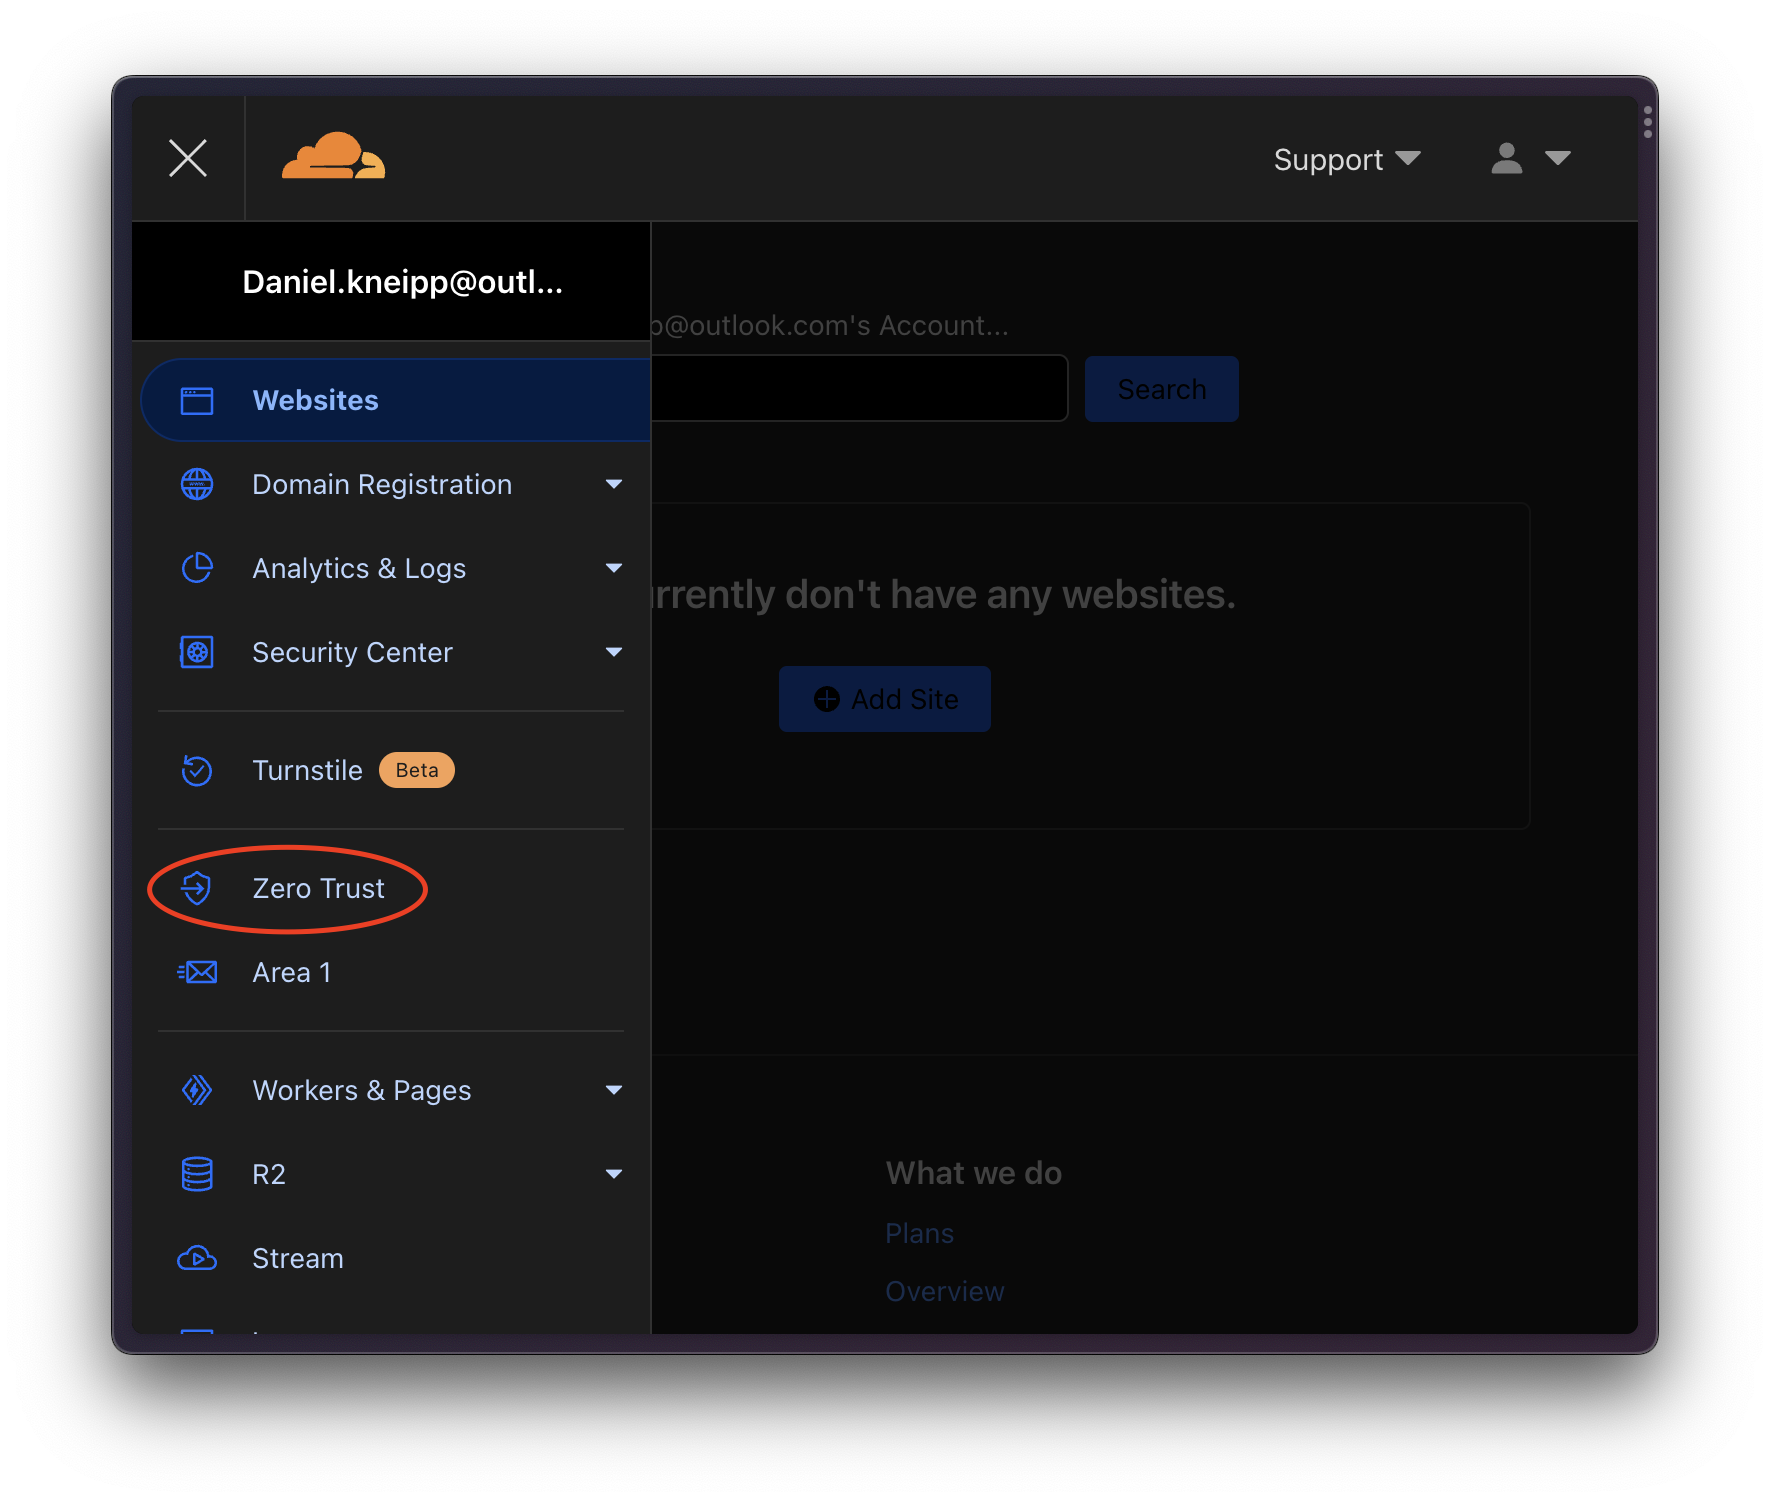 Support
Daniel.kneipp@outl...
p@outlook.com's Account...
Websites
Search
Domain Registration
Analytics & Logs
urrently don't have any websites.
Security Center
Add Site
Turnstile Beta
Zero Trust
Area 1
Workers & Pages
R2
What we do
Plans
Stream
Overview